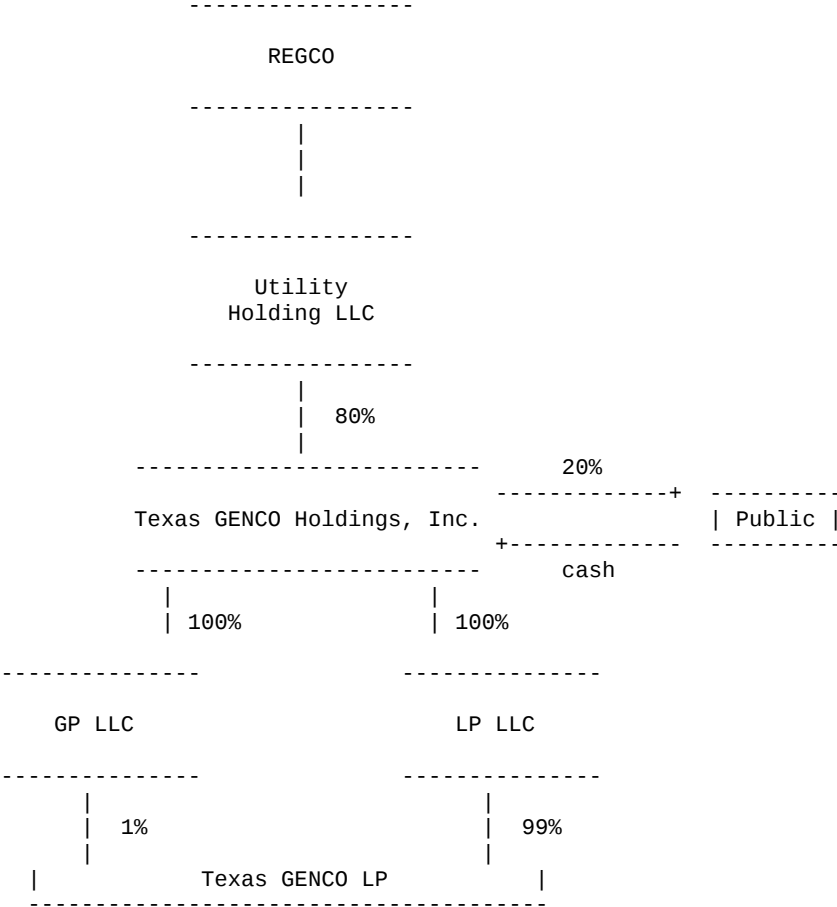 REGCO
Utility
Holding LLC
80%
20%
Texas GENCO Holdings, Inc.
| Public |
cash
100%
100%
GP LLC
LP LLC
1%
99%
Texas GENCO LP